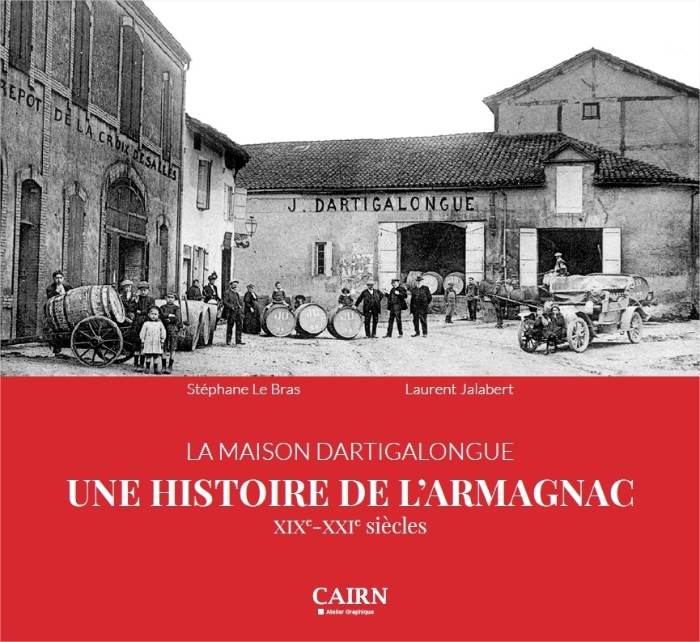 REPOT DE LA CROIX DE SALLES
J. DARTIGALONGUE
Stéphane Le Bras
Laurent Jalabert
LA MAISON DARTIGALONGUE
UNE HISTOIRE DE L'ARMAGNAC
XIXe-XXIe siècles
CAIRN
Atelier Graphique